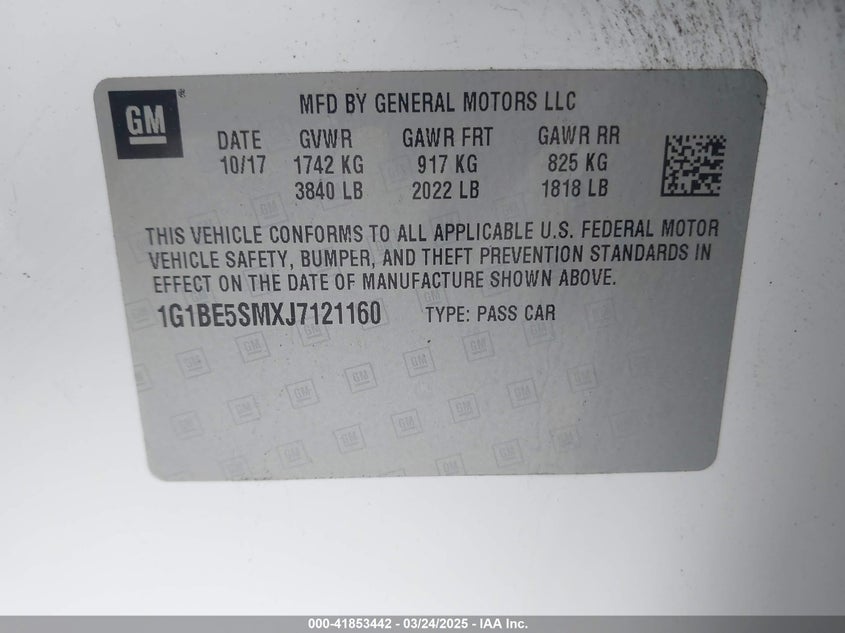 GM®
MFD BY GENERAL MOTORS LLC
DATE GVWR GAWR FRT GAWR RR
10/17 1742 KG 917 KG 825 KG
3840 LB 2022 LB 1818 LB
THIS VEHICLE CONFORMS TO ALL APPLICABLE U.S. FEDERAL MOTOR
VEHICLE SAFETY, BUMPER, AND THEFT PREVENTION STANDARDS IN
EFFECT ON THE DATE OF MANUFACTURE SHOWN ABOVE.
1G1BE5SMXJ7121160 TYPE: PASS CAR
000-41853442 - 03/24/2025 - IAA Inc.